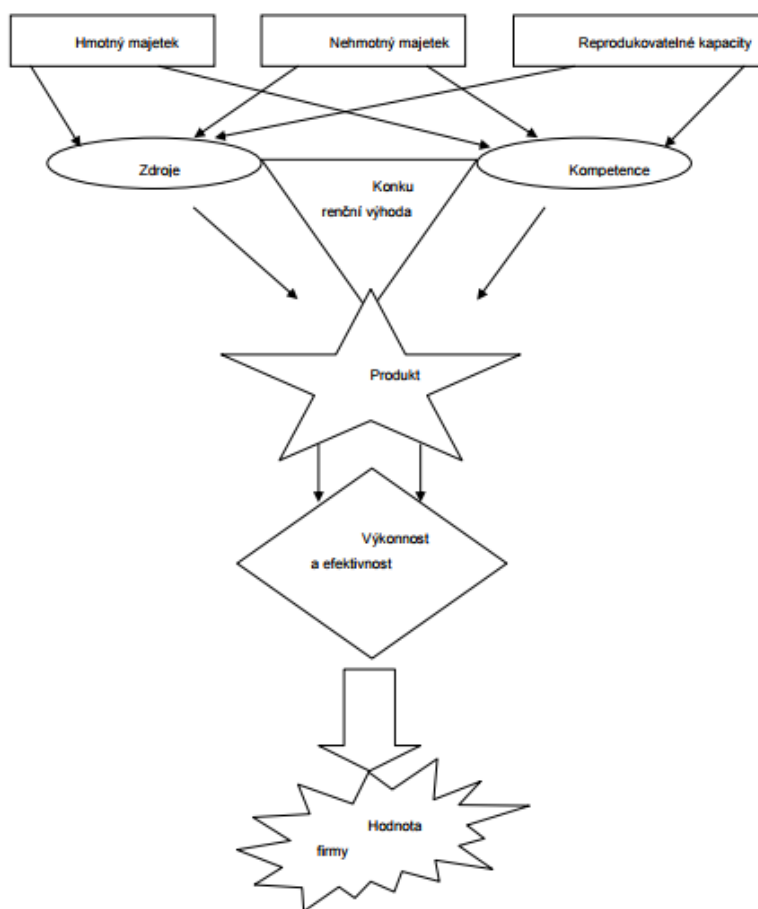 Hmotný majetek
Nehmotný majetek
Reprodukovatelné kapacity
Zdroje
Kompetence
Konku
renční výhoda
Produkt
Výkonnost
a efektivnost
Hodnota
firmy